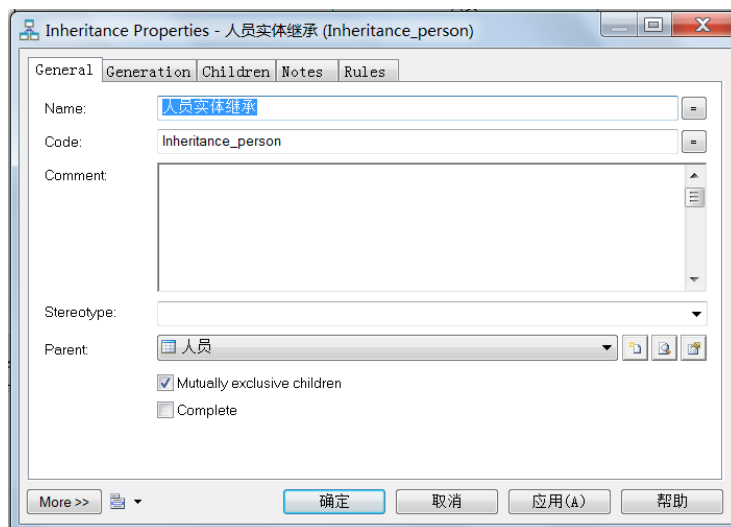 Inheritance Properties - 人员实体继承 (Inheritance_person)
General Generation Children Notes Rules
Name: 人员实体继承 =
Code: Inheritance_person =
Comment:
Stereotype:
Parent: 人员
Mutually exclusive children
Complete
More >> 确定 取消 应用(A) 帮助